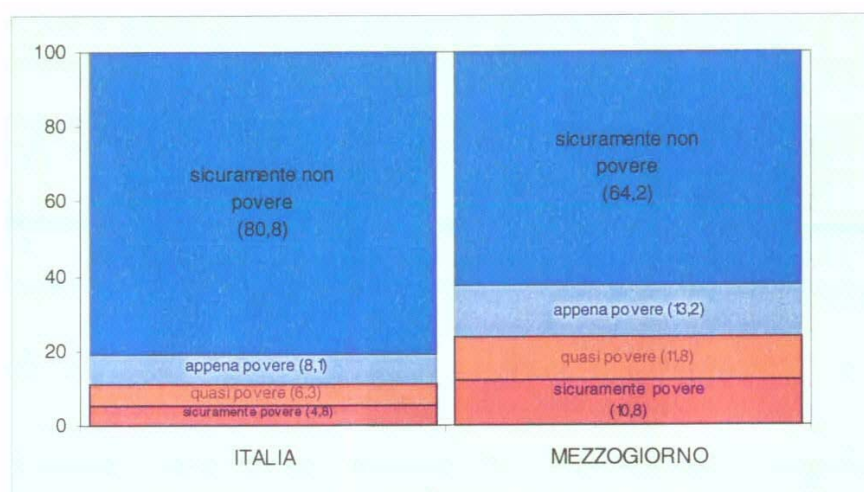 100
80
60
40
20
0
sicuramente non
povere
(80,8)
appena povere (8,1)
quasi povere (6,3)
sicuramente povere (4,8)
ITALIA
sicuramente non
povere
(64,2)
appena povere (13,2)
quasi povere (11,8)
sicuramente povere
(10,8)
MEZZOGIORNO